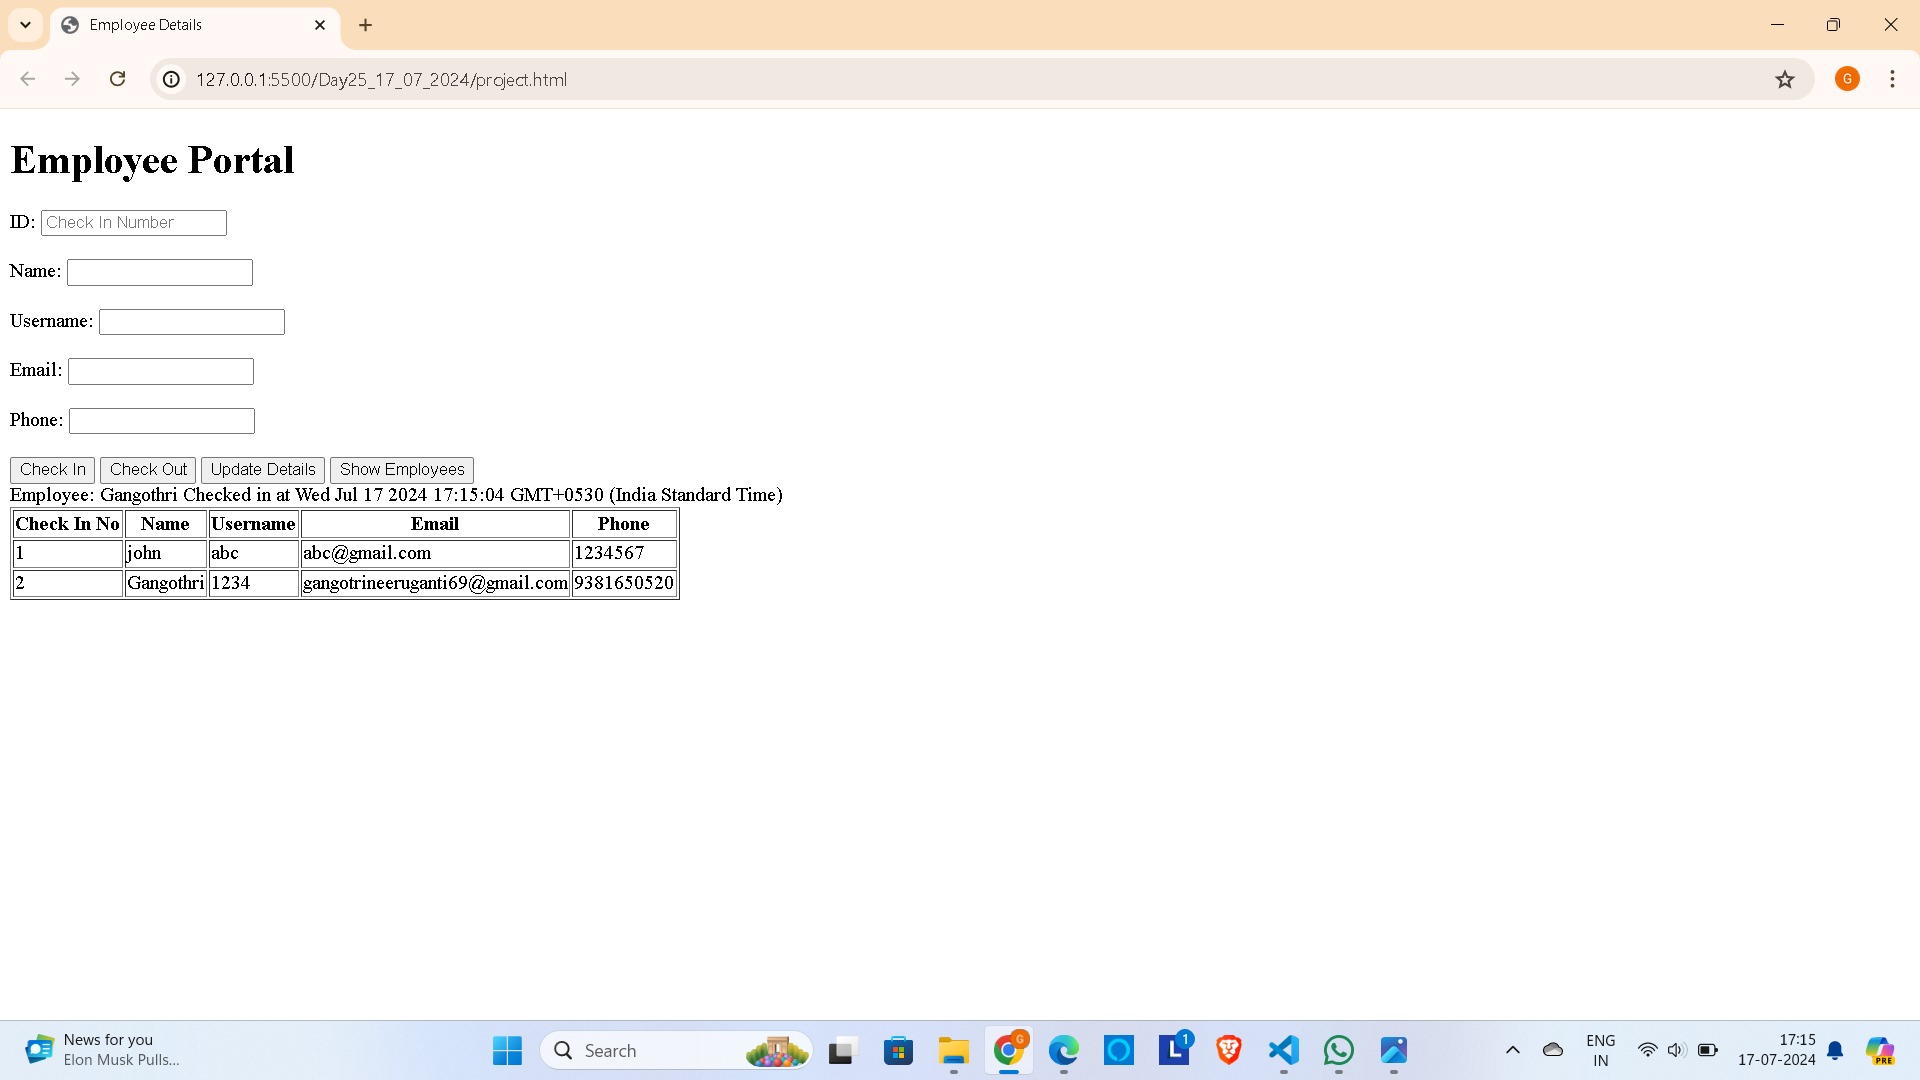 Employee Details
127.0.0.1:5500/Day25_17_07_2024/project.html
G
Employee Portal
ID: Check In Number
Name:
Username:
Email:
Phone:
Check In Check Out Update Details Show Employees
Employee: Gangothri Checked in at Wed Jul 17 2024 17:15:04 GMT+0530 (India Standard Time)
Check In No Name Username Email Phone
1 john abc abc@gmail.com 1234567
2 Gangothri 1234 gangotrineeruganti69@gmail.com 9381650520
News for you
Elon Musk Pulls...
Search
G
L
1
ENG
IN
17:15
17-07-2024
PRE